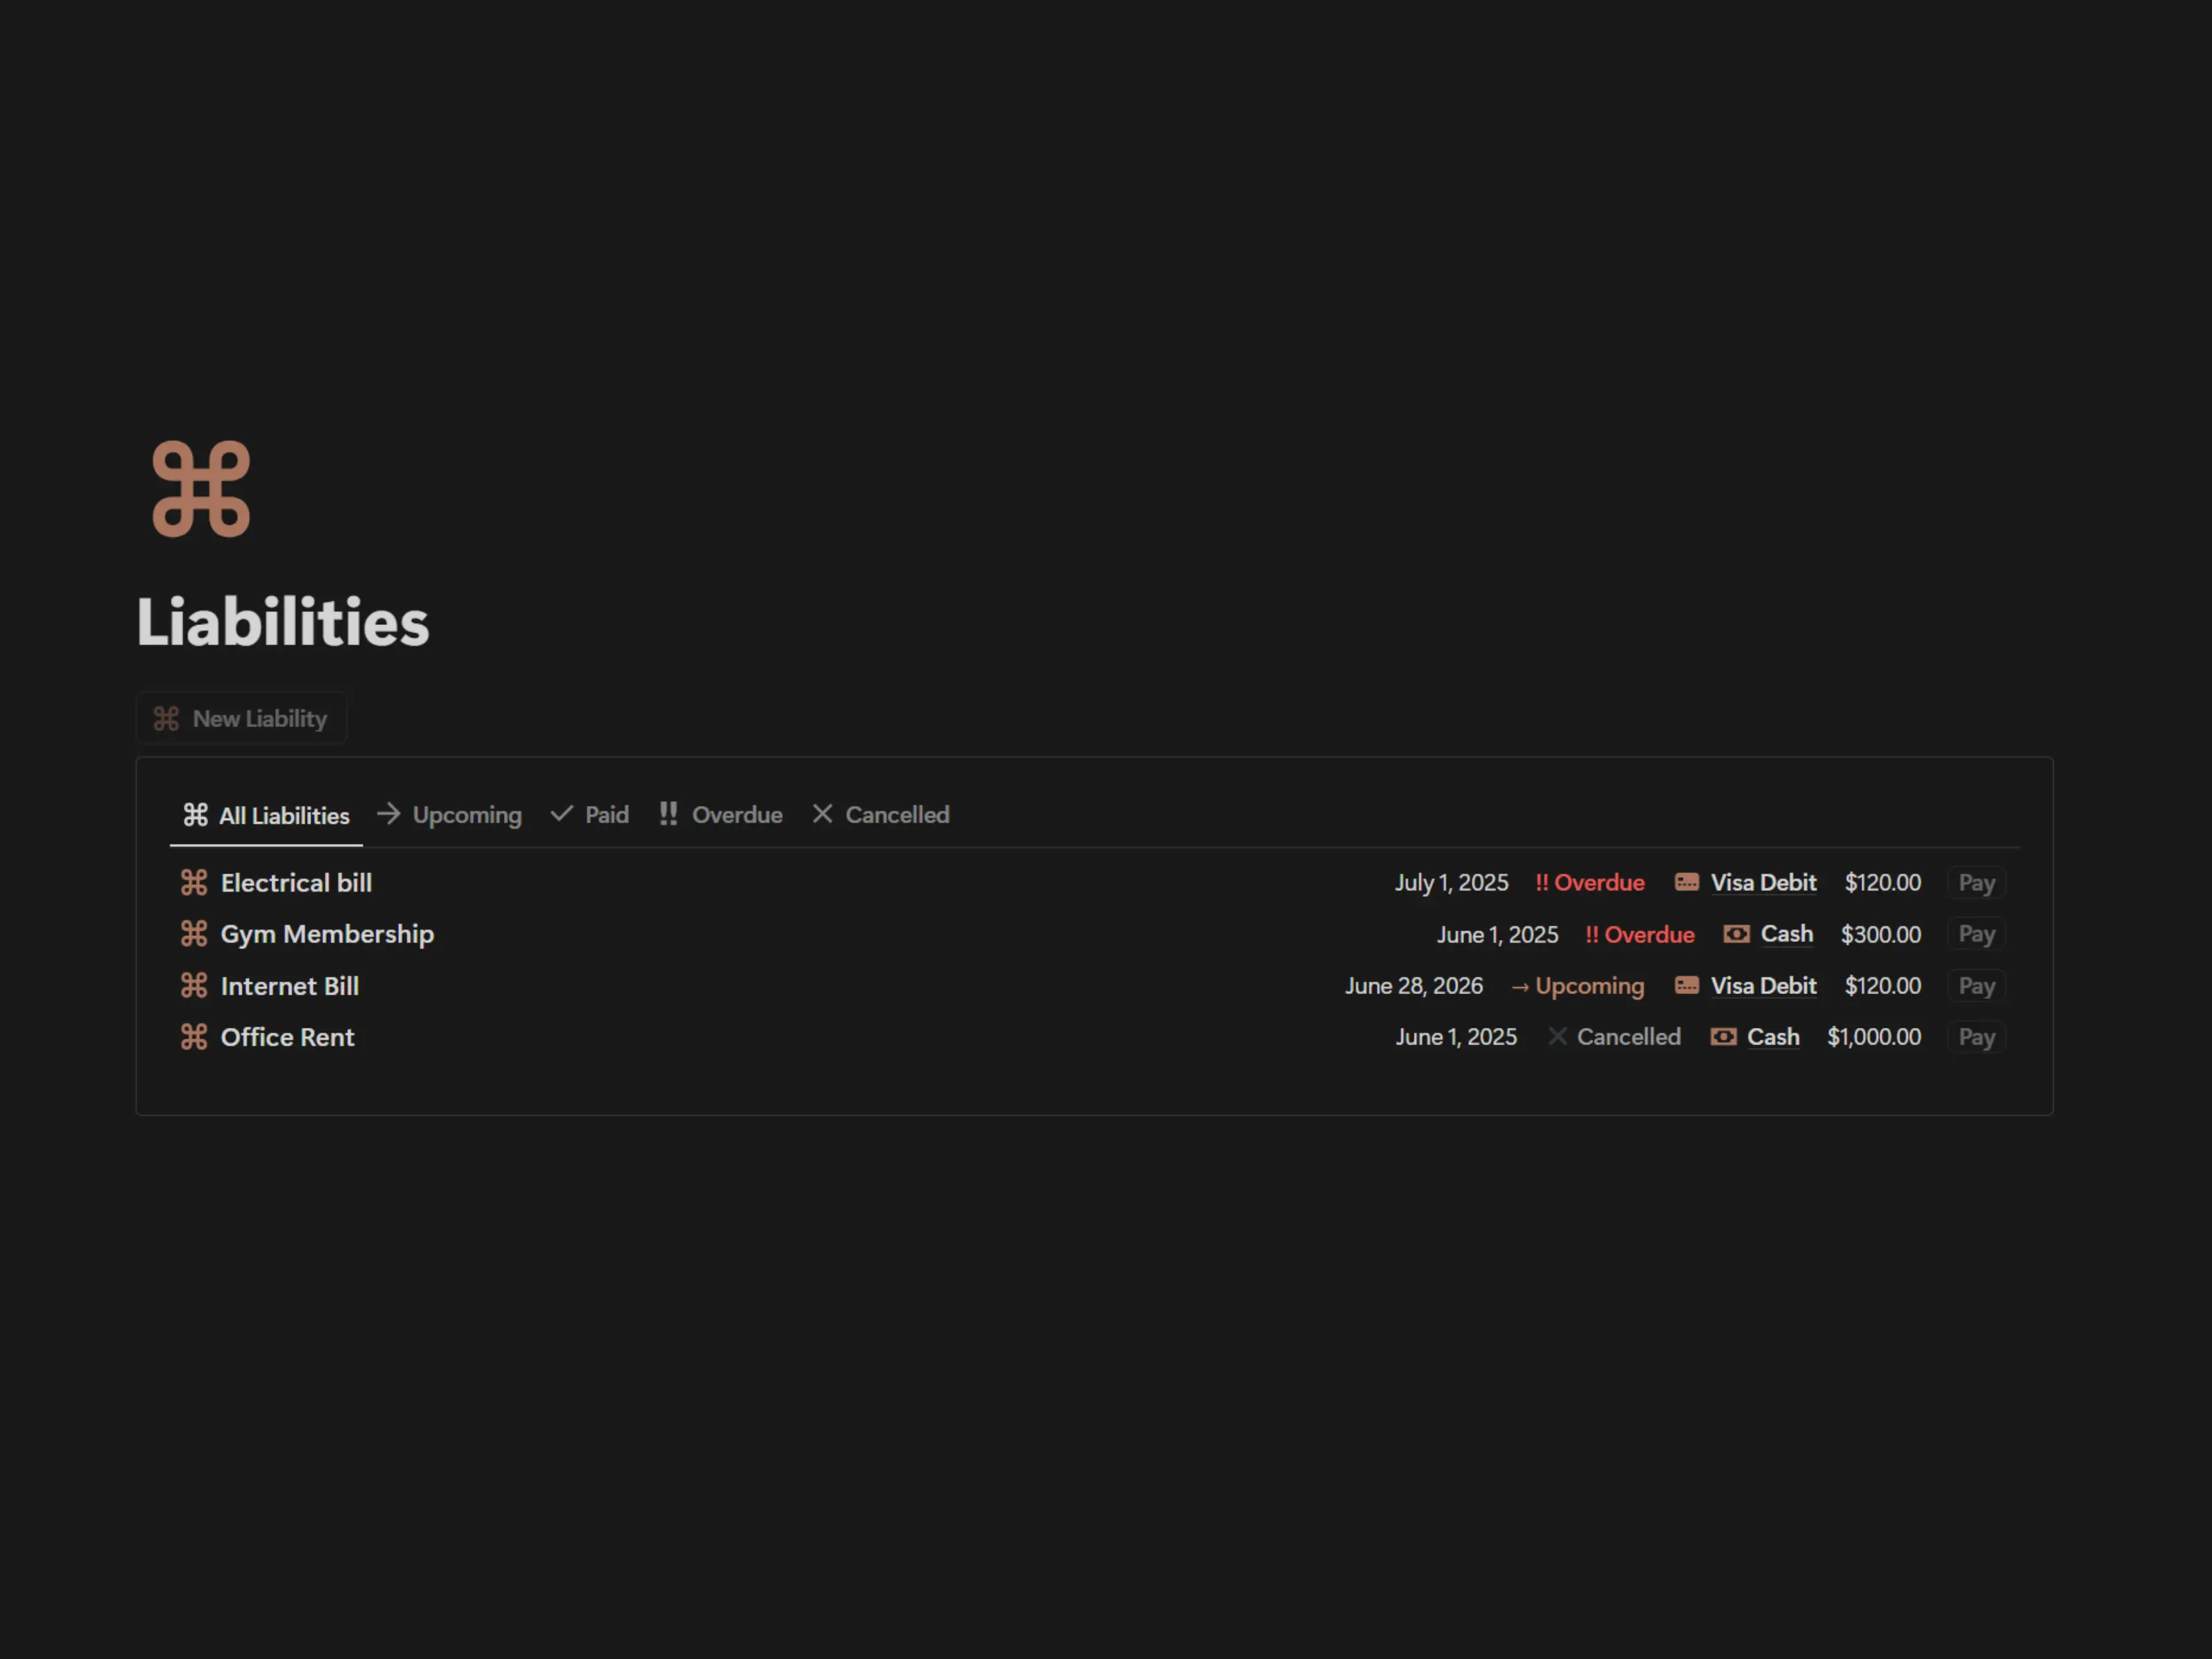 Liabilities
⌘ New Liability
⌘ All Liabilities → Upcoming ✓ Paid !! Overdue ✕ Cancelled
⌘ Electrical bill July 1, 2025 !! Overdue Visa Debit $120.00 Pay
⌘ Gym Membership June 1, 2025 !! Overdue Cash $300.00 Pay
⌘ Internet Bill June 28, 2026 → Upcoming Visa Debit $120.00 Pay
⌘ Office Rent June 1, 2025 ✕ Cancelled Cash $1,000.00 Pay